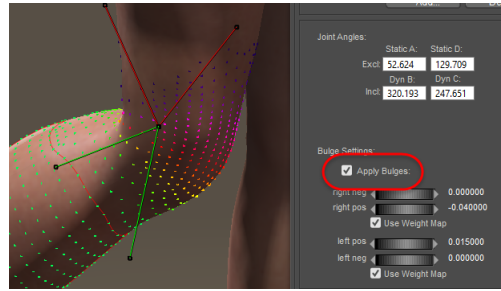 Add...
Joint Angles:
Static A: Static D:
Excl: 52.624 129.709
Dyn B: Dyn C:
Incl: 320.193 247.651
Bulge Settings:
Apply Bulges:
right neg 0.000000
right pos -0.040000
Use Weight Map
left pos 0.015000
left neg 0.000000
Use Weight Map